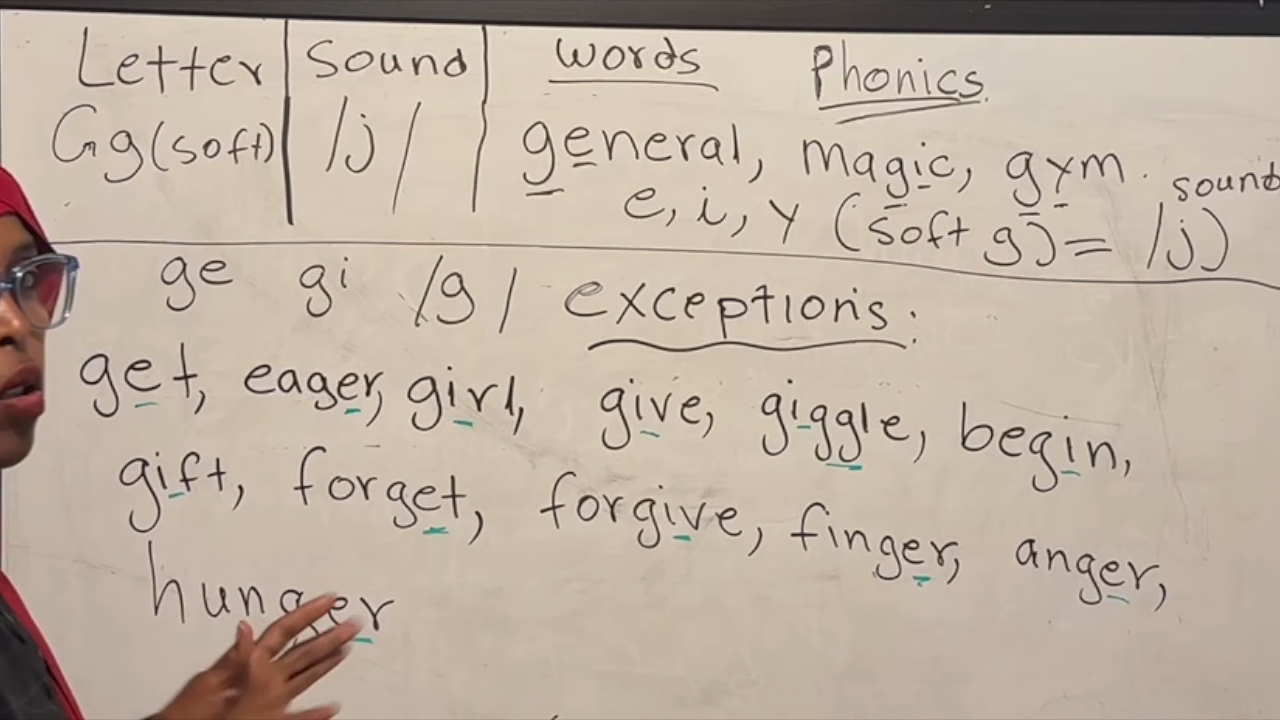 Letter Sound words Phonics
Gg (soft) /j/ general, magic, gym.
e, i, y (soft g) = /j) sound
ge gi /g/ exceptions:
get, eager, girl, give, giggle, begin,
gift, forget, forgive, finger, anger,
hunger